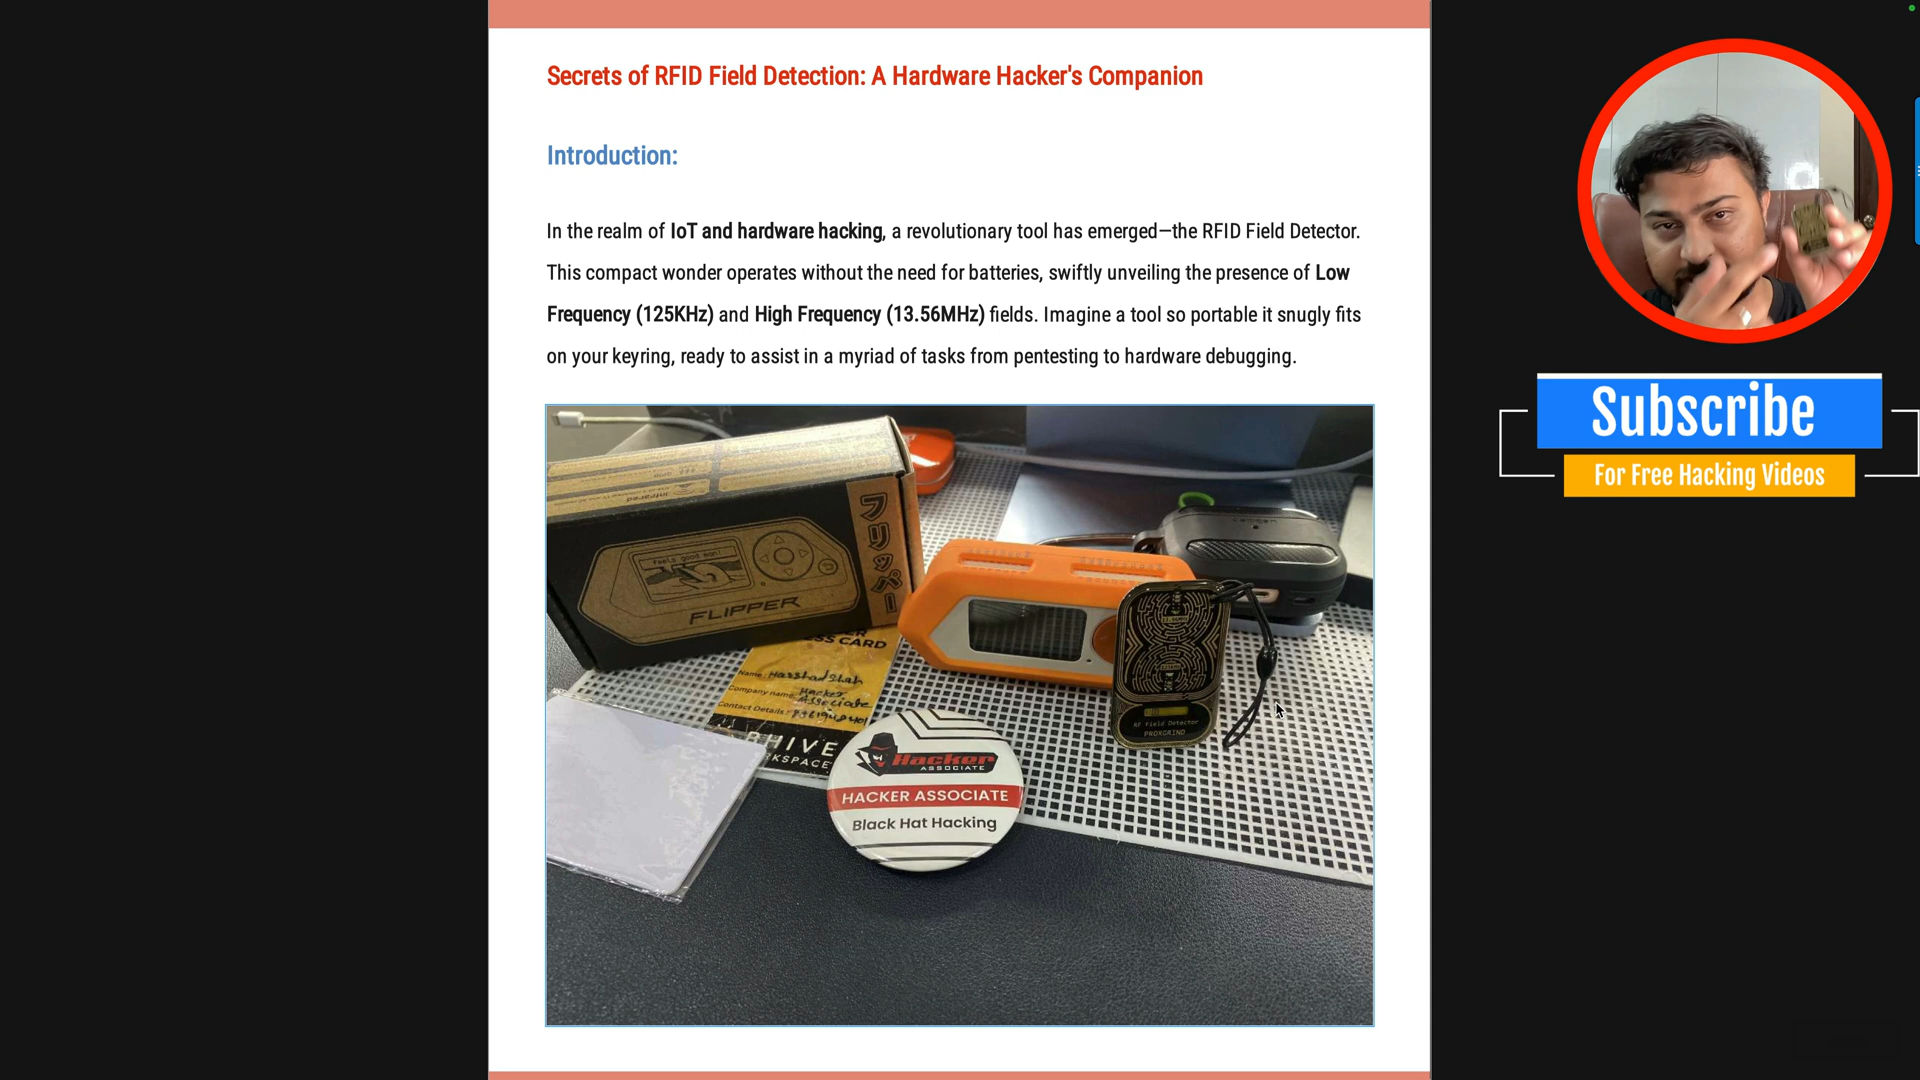 Secrets of RFID Field Detection: A Hardware Hacker's Companion
Introduction:
In the realm of IoT and hardware hacking, a revolutionary tool has emerged—the RFID Field Detector.
This compact wonder operates without the need for batteries, swiftly unveiling the presence of Low
Frequency (125KHz) and High Frequency (13.56MHz) fields. Imagine a tool so portable it snugly fits
on your keyring, ready to assist in a myriad of tasks from pentesting to hardware debugging.
Subscribe
For Free Hacking Videos
Infrared
フリッパー
FLIPPER
SS CARD
Name: Harshad Shah
Company name: Hacker
Associate
Contact Details:
HIVE
KSPACE
Hacker
ASSOCIATE
HACKER ASSOCIATE
Black Hat Hacking
RF Field Detector
PROXGRIND